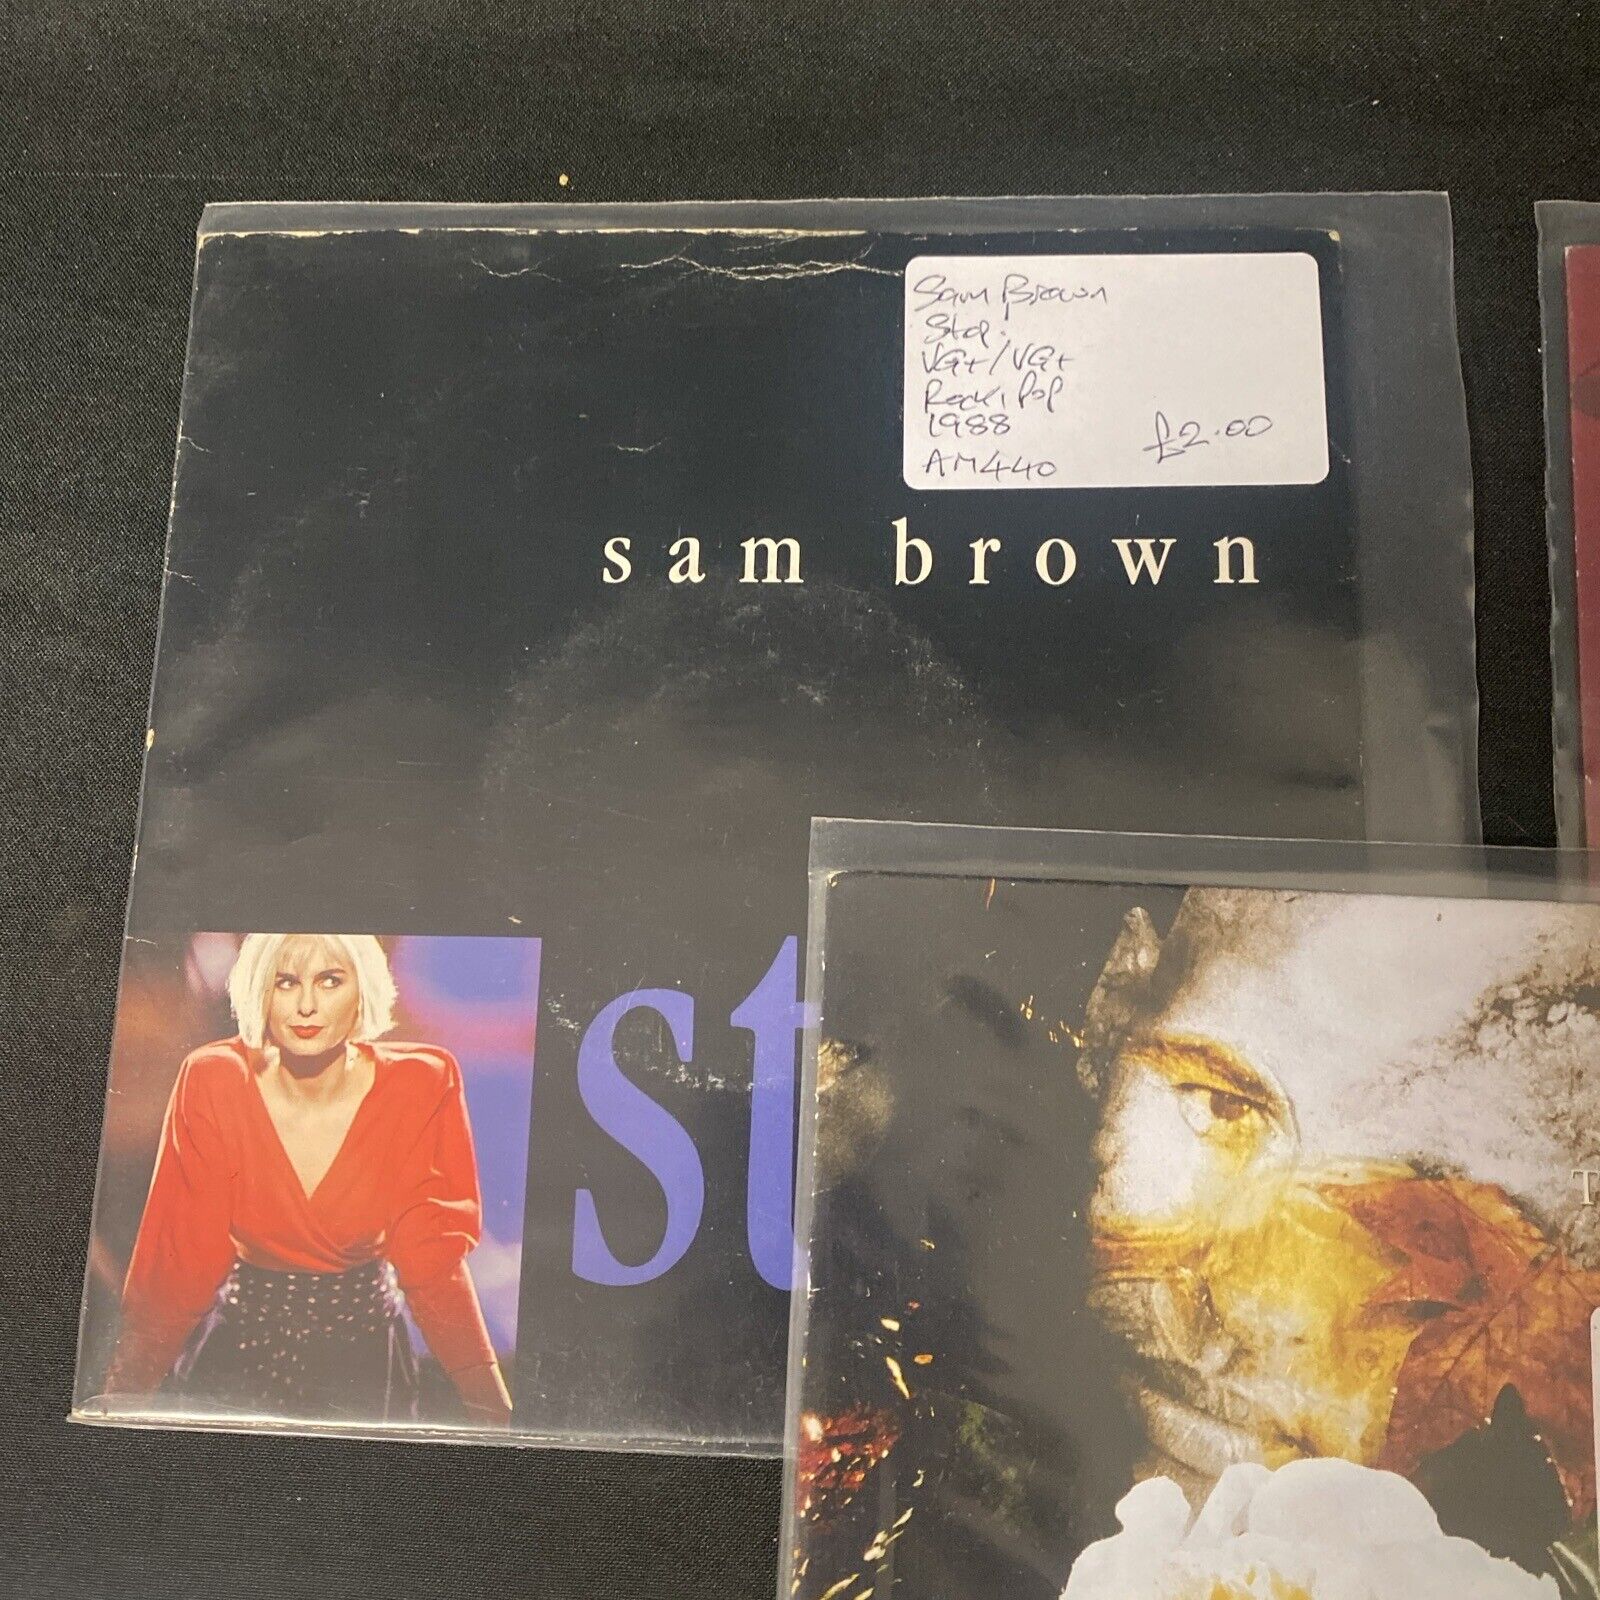 Sam Brown
Stop.
VG+/VG+
Rock, Pop
1988
£2.00
AM440
sam brown
st
T